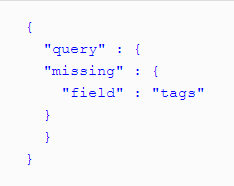 {
  "query" : {
  "missing" : {
    "field" : "tags"
  }
  }
}